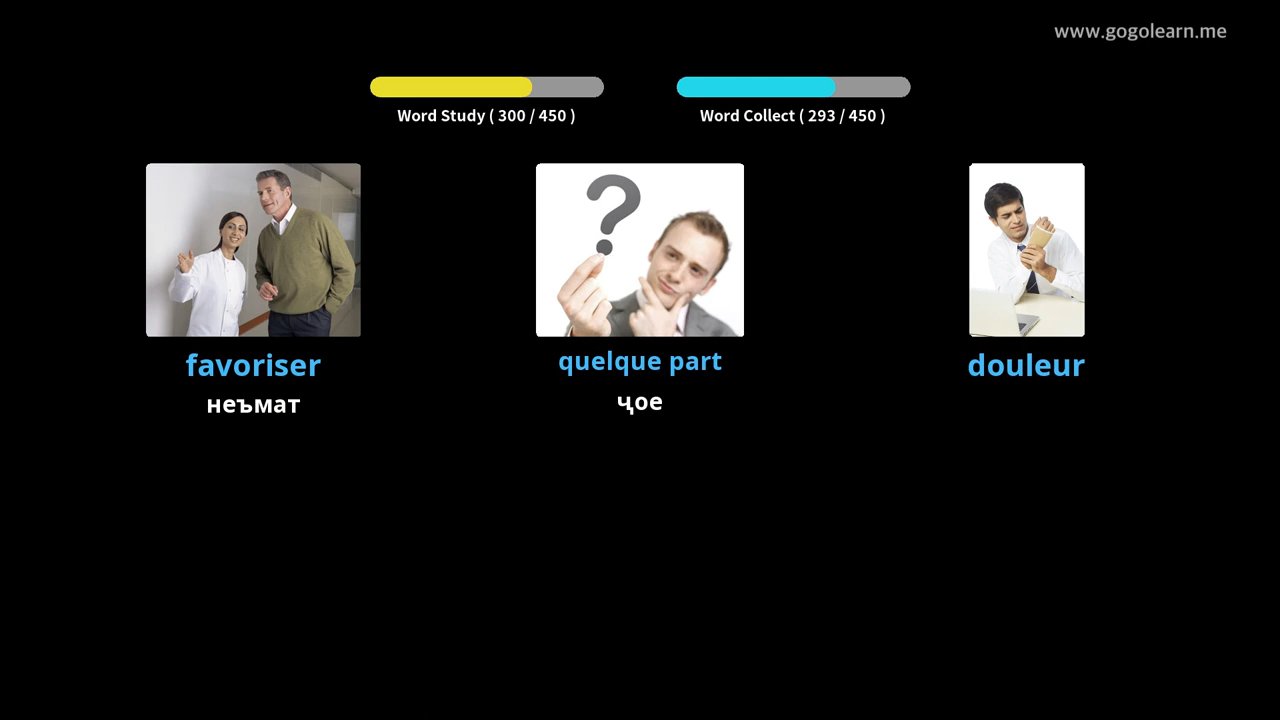 www.gogolearn.me
Word Study ( 300 / 450 )
Word Collect ( 293 / 450 )
favoriser
неъмат
quelque part
ҷое
douleur